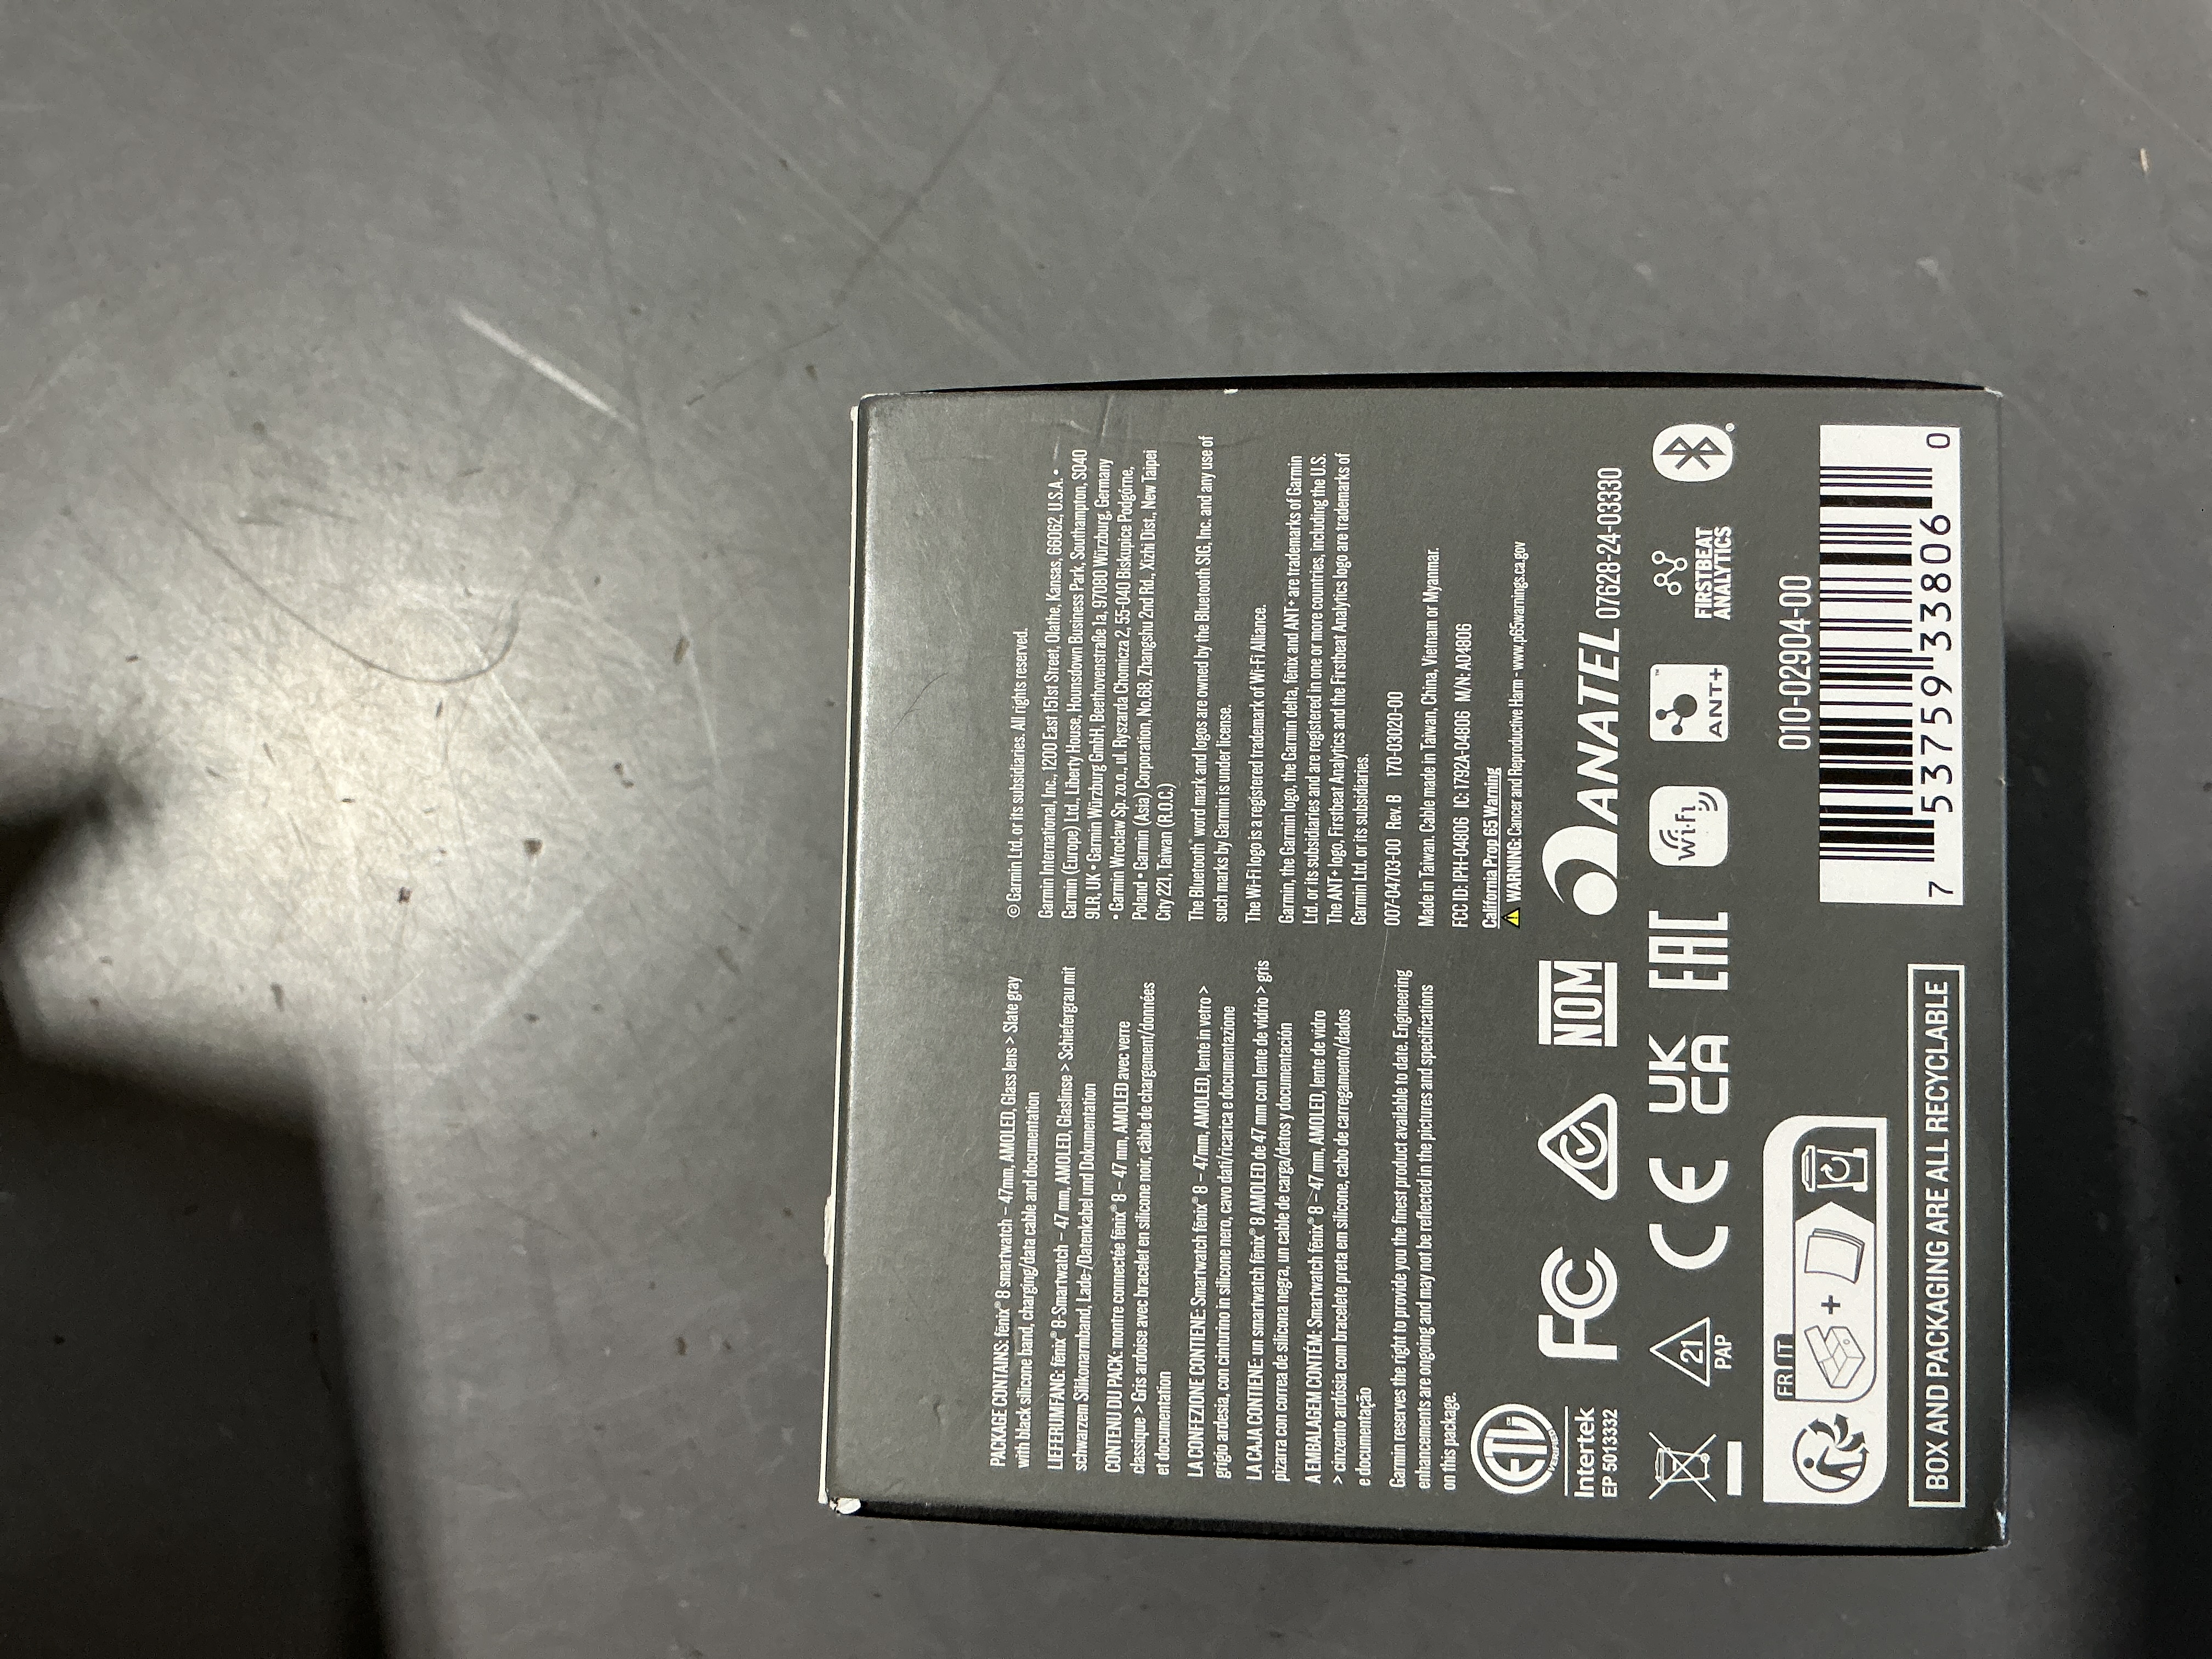 PACKAGE CONTAINS: fēnix® 8 smartwatch – 47mm, AMOLED, Glass lens > Slate gray
with black silicone band, charging/data cable and documentation
LIEFERUMFANG: fēnix® 8-Smartwatch – 47 mm, AMOLED, Glaslinse > Schiefergrau mit
schwarzem Silikonarmband, Lade-/Datenkabel und Dokumentation
CONTENU DU PACK: montre connectée fēnix® 8 – 47 mm, AMOLED avec verre
classique > Gris ardoise avec bracelet en silicone noir, câble de chargement/données
et documentation
LA CONFEZIONE CONTIENE: Smartwatch fēnix® 8 – 47mm, AMOLED, lente in vetro >
grigio ardesia, con cinturino in silicone nero, cavo dati/ricarica e documentazione
LA CAJA CONTIENE: un smartwatch fēnix® 8 AMOLED de 47 mm con lente de vidrio > gris
pizarra con correa de silicona negra, un cable de carga/datos y documentación
A EMBALAGEM CONTÉM: Smartwatch fēnix® 8 – 47 mm, AMOLED, lente de vidro
> cinzento ardósia com bracelete preta em silicone, cabo de carregamento/dados
e documentação
Garmin reserves the right to provide you the finest product available to date. Engineering
enhancements are ongoing and may not be reflected in the pictures and specifications
on this package.
© Garmin Ltd. or its subsidiaries. All rights reserved.
Garmin International, Inc., 1200 East 151st Street, Olathe, Kansas, 66062, U.S.A. •
Garmin (Europe) Ltd., Liberty House, Hounsdown Business Park, Southampton, SO40
9LR, UK • Garmin Würzburg GmbH, Beethovenstraße 1a, 97080 Würzburg, Germany
• Garmin Wroclaw Sp. zo.o., ul. Ryszarda Chomicza 2, 55-040 Biskupice Podgórne,
Poland • Garmin (Asia) Corporation, No.68, Zhangshu 2nd Rd., Xizhi Dist., New Taipei
City 221, Taiwan (R.O.C.)
The Bluetooth® word mark and logos are owned by the Bluetooth SIG, Inc. and any use of
such marks by Garmin is under license.
The Wi-Fi logo is a registered trademark of Wi-Fi Alliance.
Garmin, the Garmin logo, the Garmin delta, fēnix and ANT+ are trademarks of Garmin
Ltd. or its subsidiaries and are registered in one or more countries, including the U.S.
The ANT+ logo, Firstbeat Analytics and the Firstbeat Analytics logo are trademarks of
Garmin Ltd. or its subsidiaries.
007-04703-00 Rev. B 170-03020-00
Made in Taiwan. Cable made in Taiwan, China, Vietnam or Myanmar.
FCC ID: IPH-04806 IC: 1792A-04806 M/N: A04806
California Prop 65 Warning
WARNING: Cancer and Reproductive Harm - www.p65warnings.ca.gov
ETL
VERIFIED
Intertek
EP 5013332
FC
NOM
ANATEL 07628-24-03330
21
PAP
CE
UK
CA
EAC
Wi-Fi
ANT+™
FIRSTBEAT
ANALYTICS
FR IT
+
BOX AND PACKAGING ARE ALL RECYCLABLE
010-02904-00
7 53759 33806 0